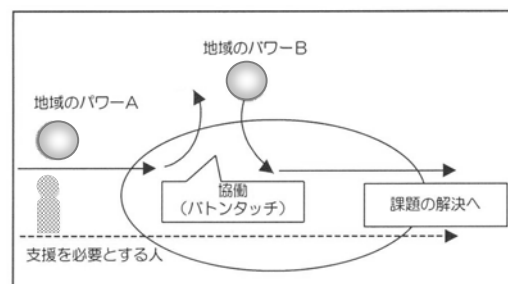 地域のパワーB
地域のパワーA
協働
（バトンタッチ）
課題の解決へ
支援を必要とする人